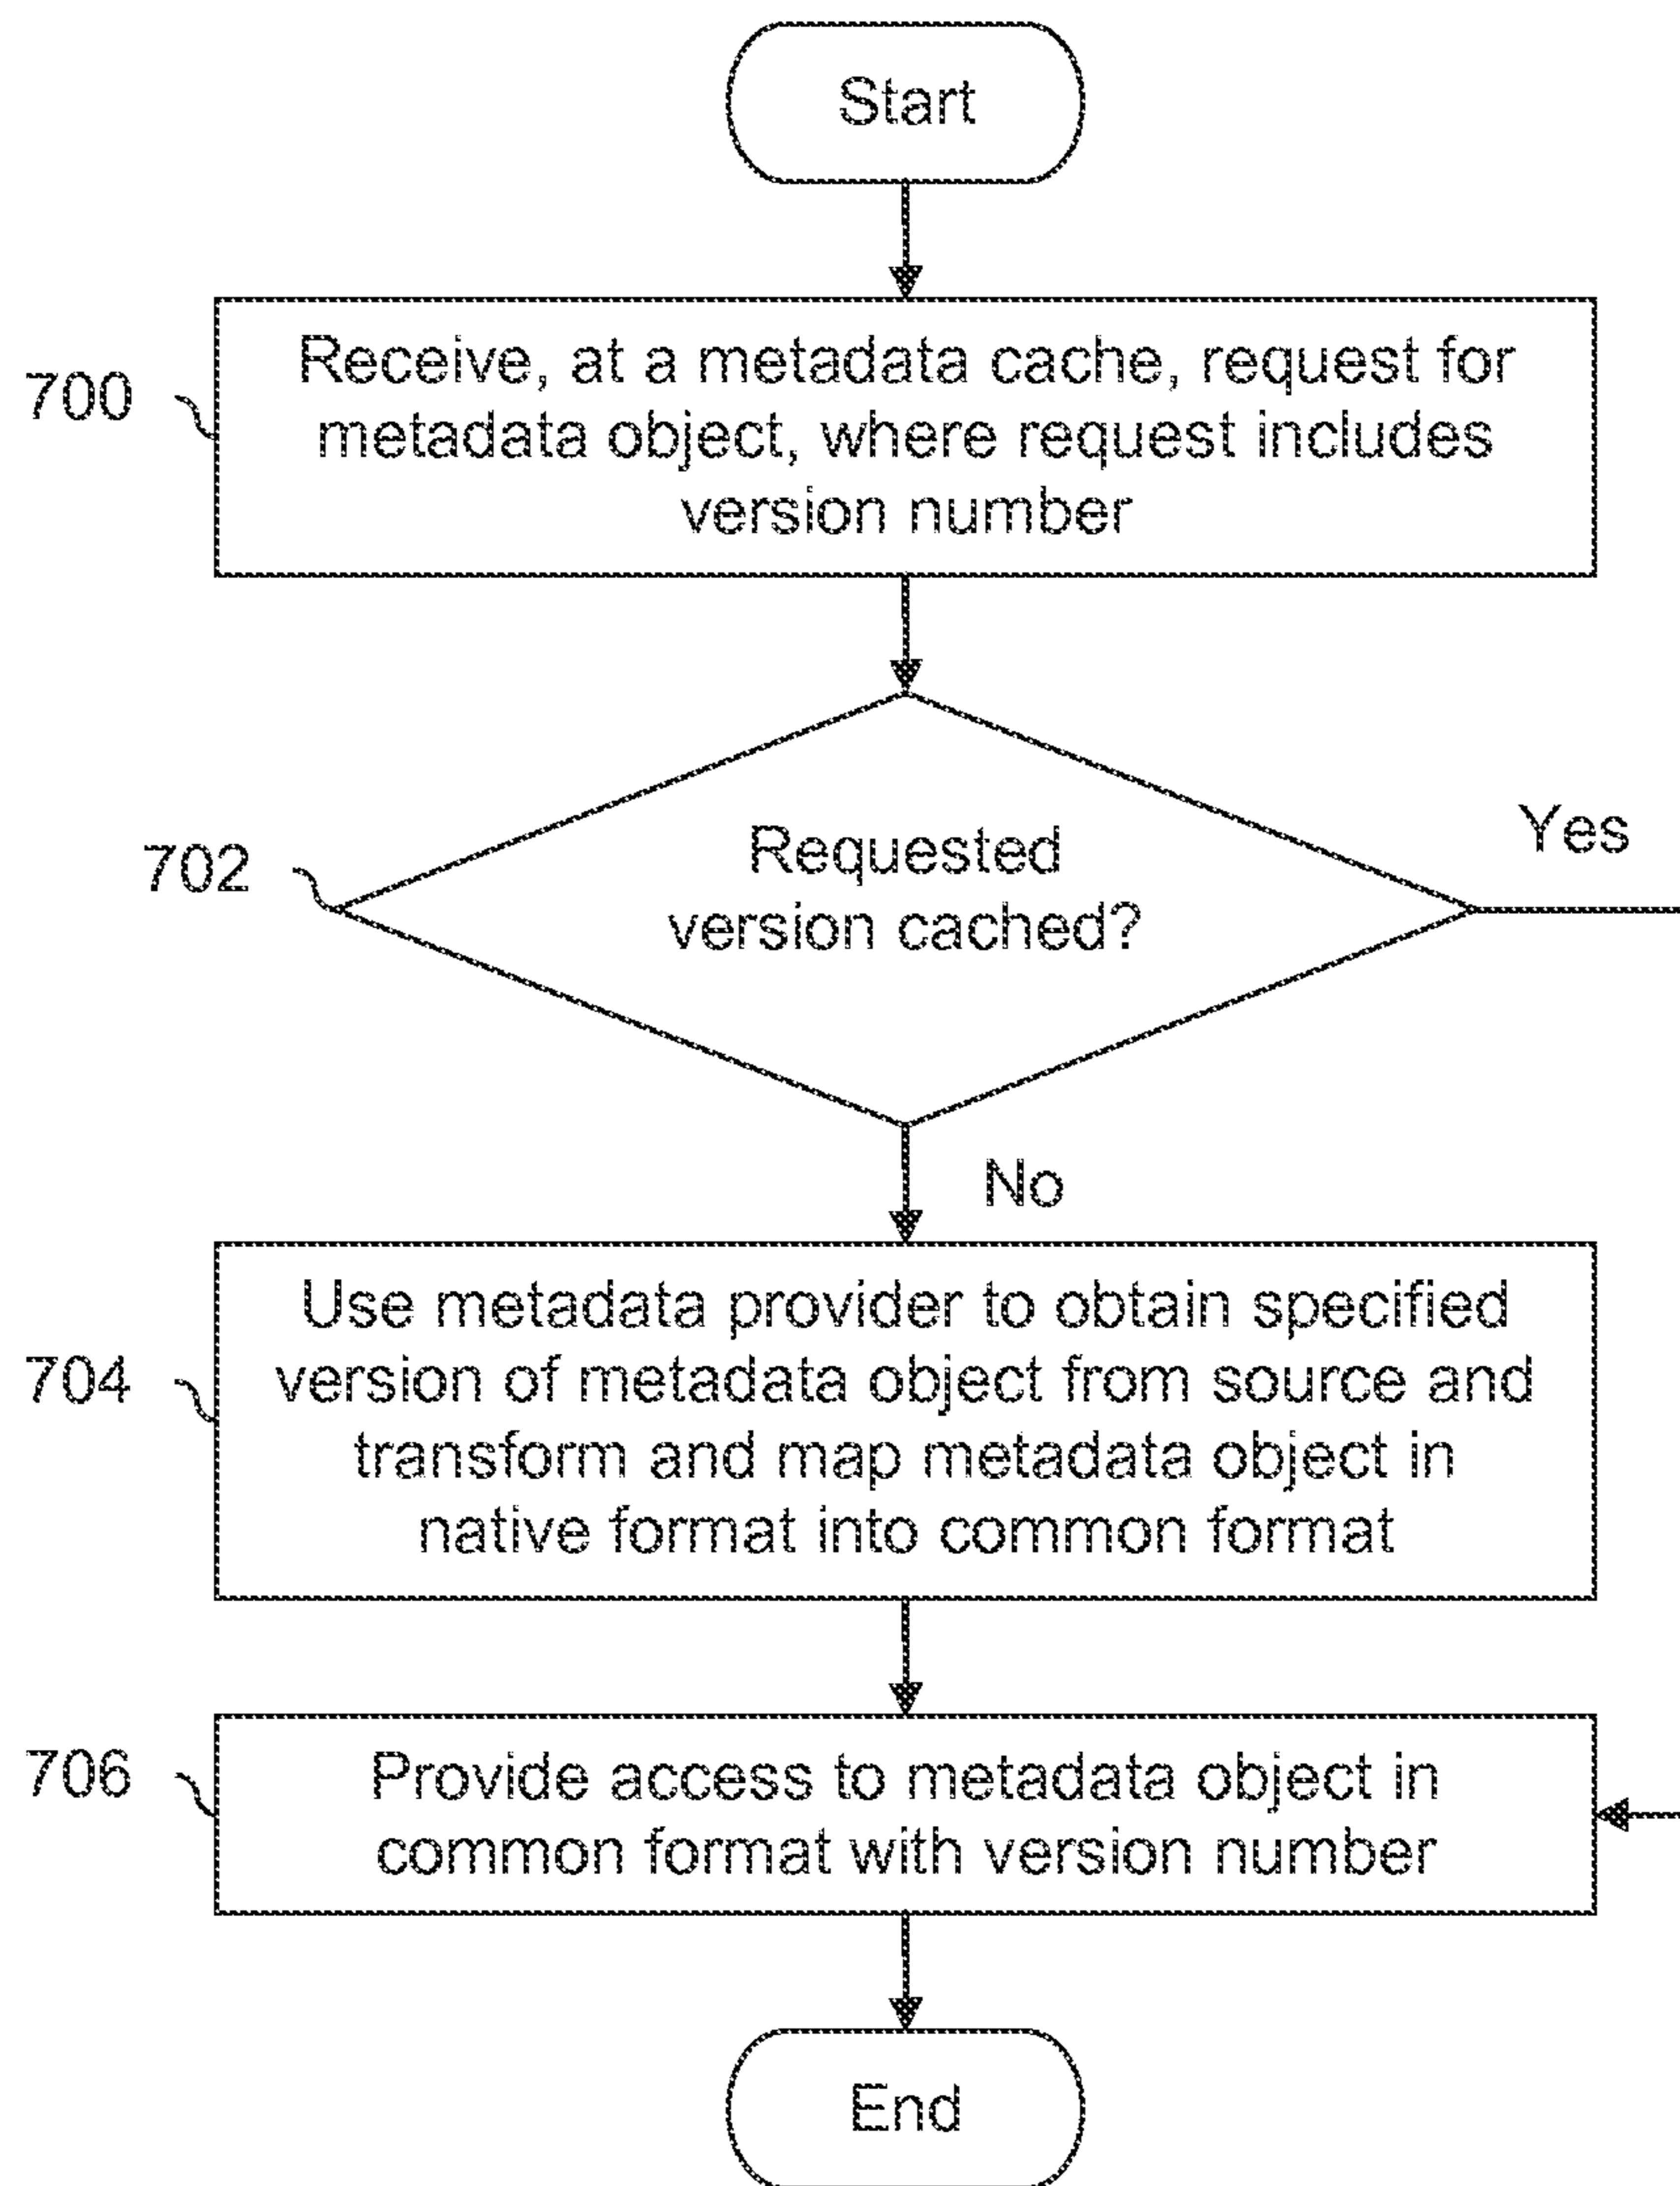 Start
700
Receive, at a metadata cache, request for
metadata object, where request includes
version number
702
Requested
version cached?
Yes
No
704
Use metadata provider to obtain specified
version of metadata object from source and
transform and map metadata object in
native format into common format
706
Provide access to metadata object in
common format with version number
End